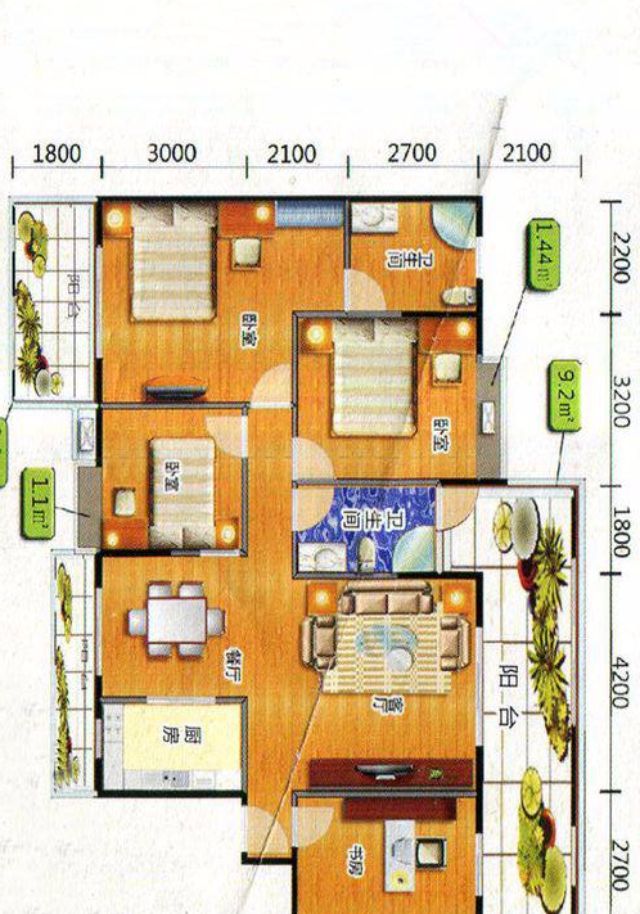 1800
3000
2100
2700
2100
2200
3200
1800
4200
2700
1.44㎡
9.2㎡
1.1㎡
阳台
卫生间
卧室
卧室
卧室
卫生间
餐厅
客厅
阳台
厨房
书房